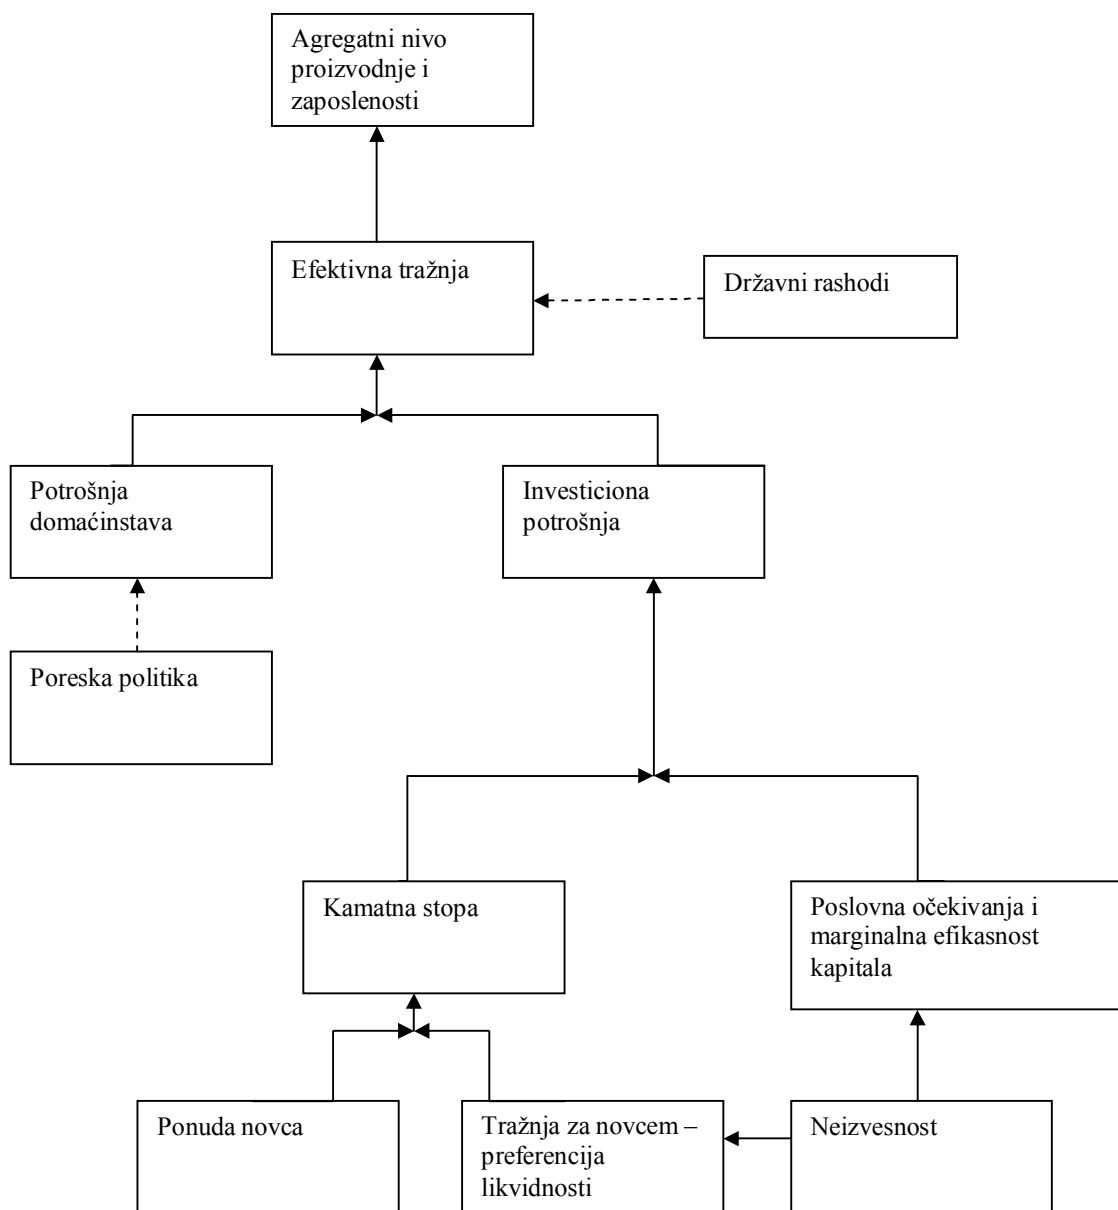 Agregatni nivo
proizvodnje i
zaposlenosti
Efektivna tražnja
Državni rashodi
Potrošnja
domaćinstava
Investiciona
potrošnja
Poreska politika
Kamatna stopa
Poslovna očekivanja i
marginalna efikasnost
kapitala
Ponuda novca
Tražnja za novcem –
preferencija
likvidnosti
Neizvesnost